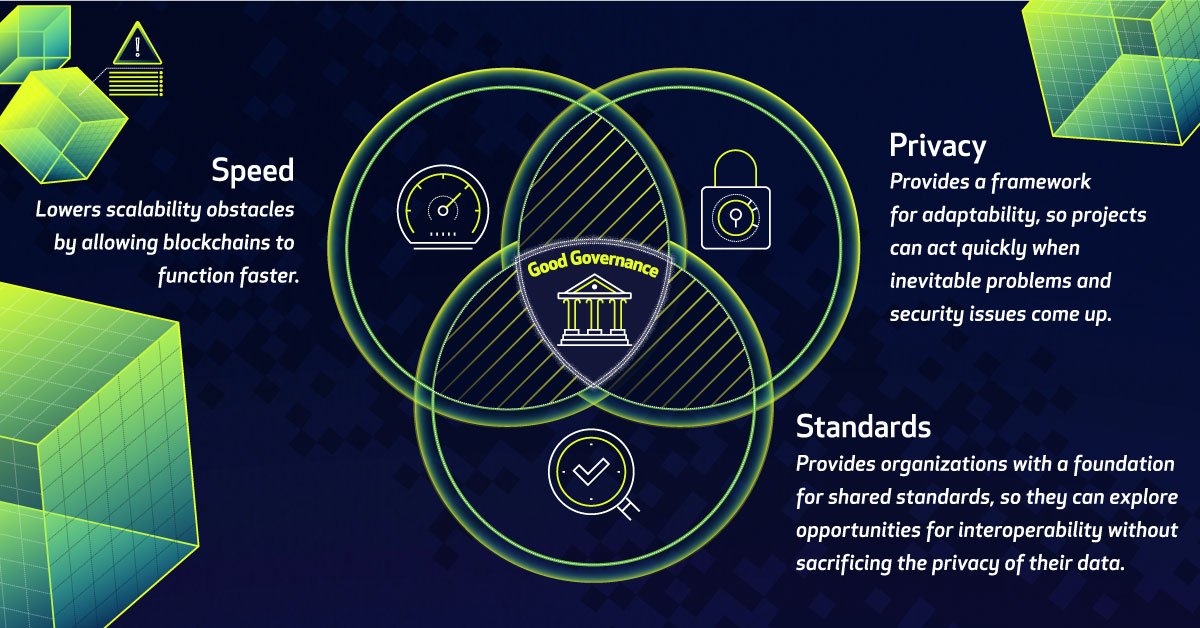 Speed
Lowers scalability obstacles
by allowing blockchains to
function faster.
Good Governance
Privacy
Provides a framework
for adaptability, so projects
can act quickly when
inevitable problems and
security issues come up.
Standards
Provides organizations with a foundation
for shared standards, so they can explore
opportunities for interoperability without
sacrificing the privacy of their data.